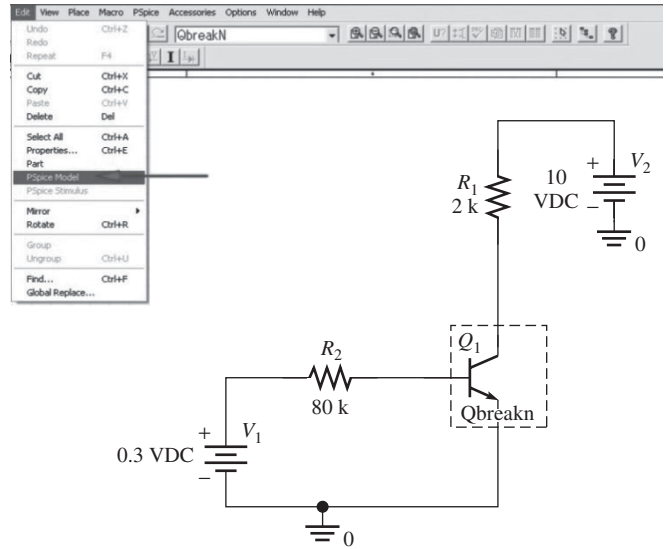 Edit View Place Macro PSpice Accessories Options Window Help
QbreakN
U?
I
Undo Ctrl+Z
Redo
Repeat F4
Cut Ctrl+X
Copy Ctrl+C
Paste Ctrl+V
Delete Del
Select All Ctrl+A
Properties... Ctrl+E
Part
PSpice Model
PSpice Stimulus
Mirror
Rotate Ctrl+R
Group
Ungroup Ctrl+U
Find... Ctrl+F
Global Replace...
R1
2 k
10
VDC
+
−
V2
0
R2
80 k
Q1
Qbreakn
+
−
V1
0.3 VDC
0